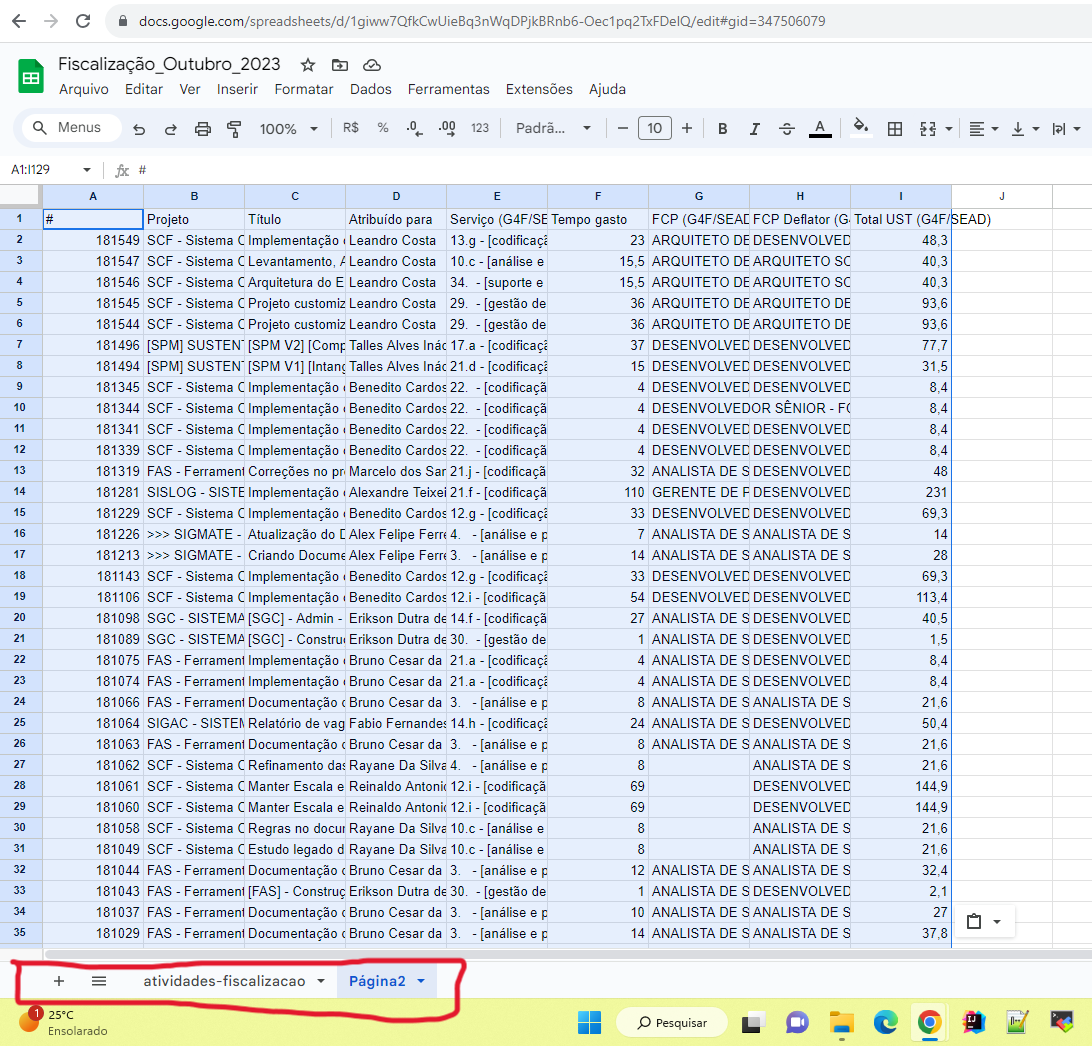 docs.google.com/spreadsheets/d/1giww7QfkCwUieBq3nWqDPjkBRnb6-Oec1pq2TxFDelQ/edit#gid=347506079
Fiscalização_Outubro_2023
Arquivo Editar Ver Inserir Formatar Dados Ferramentas Extensões Ajuda
Menus 100% R$ % .0 .00 123 Padrã... − 10 + B I A
A1:I129 fx #
A B C D E F G H I J
1 # Projeto Título Atribuído para Serviço (G4F/SE Tempo gasto FCP (G4F/SEAD FCP Deflator (G4 Total UST (G4F/SEAD)
2 181549 SCF - Sistema C Implementação Leandro Costa 13.g - [codificaçã 23 ARQUITETO DE DESENVOLVED 48,3
3 181547 SCF - Sistema C Levantamento, A Leandro Costa 10.c - [análise e 15,5 ARQUITETO DE ARQUITETO SO 40,3
4 181546 SCF - Sistema C Arquitetura do E Leandro Costa 34. - [suporte e 15,5 ARQUITETO DE ARQUITETO SO 40,3
5 181545 SCF - Sistema C Projeto customiz Leandro Costa 29. - [gestão de 36 ARQUITETO DE ARQUITETO DE 93,6
6 181544 SCF - Sistema C Projeto customiz Leandro Costa 29. - [gestão de 36 ARQUITETO DE ARQUITETO DE 93,6
7 181496 [SPM] SUSTENT [SPM V2] [Comp Talles Alves Inác 17.a - [codificaçã 37 DESENVOLVED DESENVOLVED 77,7
8 181494 [SPM] SUSTENT [SPM V1] [Intang Talles Alves Inác 21.d - [codificaçã 15 DESENVOLVED DESENVOLVED 31,5
9 181345 SCF - Sistema C Implementação Benedito Cardos 22. - [codificaçã 4 DESENVOLVED DESENVOLVED 8,4
10 181344 SCF - Sistema C Implementação Benedito Cardos 22. - [codificaçã 4 DESENVOLVEDOR SÊNIOR - FC 8,4
11 181341 SCF - Sistema C Implementação Benedito Cardos 22. - [codificaçã 4 DESENVOLVED DESENVOLVED 8,4
12 181339 SCF - Sistema C Implementação Benedito Cardos 22. - [codificaçã 4 DESENVOLVED DESENVOLVED 8,4
13 181319 FAS - Ferrament Correções no pr Marcelo dos San 21.j - [codificaçã 32 ANALISTA DE S DESENVOLVED 48
14 181281 SISLOG - SISTE Implementação Alexandre Teixei 21.f - [codificaçã 110 GERENTE DE P DESENVOLVED 231
15 181229 SCF - Sistema C Implementação Benedito Cardos 12.g - [codificaçã 33 DESENVOLVED DESENVOLVED 69,3
16 181226 >>> SIGMATE - Atualização do D Alex Felipe Ferre 4. - [análise e p 7 ANALISTA DE S ANALISTA DE S 14
17 181213 >>> SIGMATE - Criando Docume Alex Felipe Ferre 3. - [análise e p 14 ANALISTA DE S ANALISTA DE S 28
18 181143 SCF - Sistema C Implementação Benedito Cardos 12.g - [codificaçã 33 DESENVOLVED DESENVOLVED 69,3
19 181106 SCF - Sistema C Implementação Benedito Cardos 12.i - [codificaçã 54 DESENVOLVED DESENVOLVED 113,4
20 181098 SGC - SISTEMA [SGC] - Admin - Erikson Dutra de 14.f - [codificaçã 27 ANALISTA DE S DESENVOLVED 40,5
21 181089 SGC - SISTEMA [SGC] - Constru Erikson Dutra de 30. - [gestão de 1 ANALISTA DE S DESENVOLVED 1,5
22 181075 FAS - Ferrament Implementação Bruno Cesar da 21.a - [codificaçã 4 ANALISTA DE S DESENVOLVED 8,4
23 181074 FAS - Ferrament Implementação Bruno Cesar da 21.a - [codificaçã 4 ANALISTA DE S DESENVOLVED 8,4
24 181066 FAS - Ferrament Documentação Bruno Cesar da 3. - [análise e p 8 ANALISTA DE S ANALISTA DE S 21,6
25 181064 SIGAC - SISTEM Relatório de vag Fabio Fernandes 14.h - [codificaçã 24 ANALISTA DE S DESENVOLVED 50,4
26 181063 FAS - Ferrament Documentação Bruno Cesar da 3. - [análise e p 8 ANALISTA DE S ANALISTA DE S 21,6
27 181062 SCF - Sistema C Refinamento das Rayane Da Silva 4. - [análise e p 8 ANALISTA DE S 21,6
28 181061 SCF - Sistema C Manter Escala e Reinaldo Antonio 12.i - [codificaçã 69 DESENVOLVED 144,9
29 181060 SCF - Sistema C Manter Escala e Reinaldo Antonio 12.i - [codificaçã 69 DESENVOLVED 144,9
30 181058 SCF - Sistema C Regras no docur Rayane Da Silva 10.c - [análise e 8 ANALISTA DE S 21,6
31 181049 SCF - Sistema C Estudo legado d Rayane Da Silva 10.c - [análise e 8 ANALISTA DE S 21,6
32 181044 FAS - Ferrament Documentação Bruno Cesar da 3. - [análise e p 12 ANALISTA DE S ANALISTA DE S 32,4
33 181043 FAS - Ferrament [FAS] - Construç Erikson Dutra de 30. - [gestão de 1 ANALISTA DE S DESENVOLVED 2,1
34 181037 FAS - Ferrament Documentação Bruno Cesar da 3. - [análise e p 10 ANALISTA DE S ANALISTA DE S 27
35 181029 FAS - Ferrament Documentação Bruno Cesar da 3. - [análise e p 14 ANALISTA DE S ANALISTA DE S 37,8
+ atividades-fiscalizacao Página2
1 25°C
Ensolarado
Pesquisar